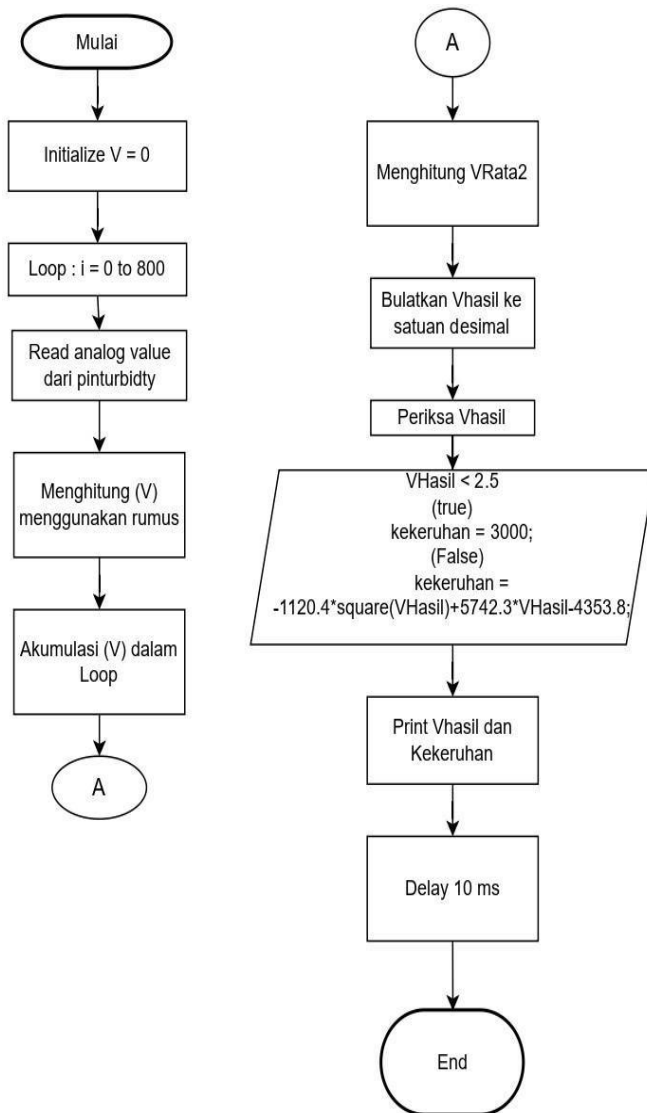 Mulai
Initialize V = 0
Loop : i = 0 to 800
Read analog value
dari pinturbidty
Menghitung (V)
menggunakan rumus
Akumulasi (V) dalam
Loop
A
A
Menghitung VRata2
Bulatkan Vhasil ke
satuan desimal
Periksa Vhasil
VHasil < 2.5
(true)
kekeruhan = 3000;
(False)
kekeruhan =
-1120.4*square(VHasil)+5742.3*VHasil-4353.8;
Print Vhasil dan
Kekeruhan
Delay 10 ms
End